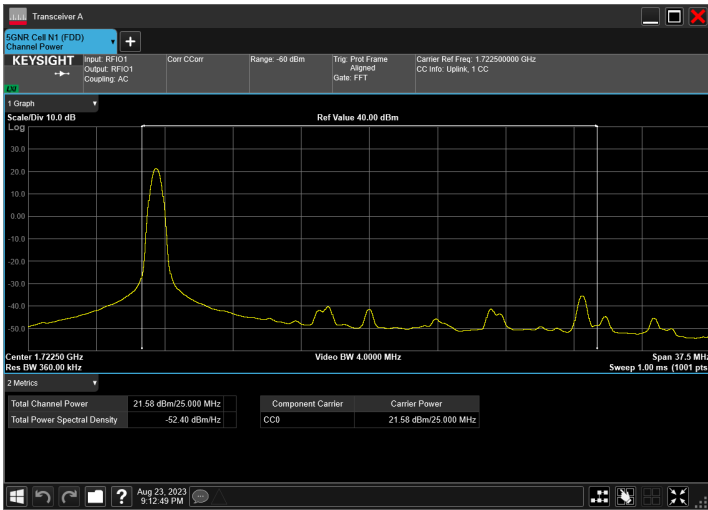 Transceiver A
5GNR Cell N1 (FDD)
Channel Power
KEYSIGHT
Input: RFIO1
Output: RFIO1
Coupling: AC
Corr CCorr
Range: -60 dBm
Trig: Prot Frame
Aligned
Gate: FFT
Carrier Ref Freq: 1.722500000 GHz
CC Info: Uplink, 1 CC
LXI
1 Graph
Scale/Div 10.0 dB
Ref Value 40.00 dBm
Log
30.0
20.0
10.0
0.00
-10.0
-20.0
-30.0
-40.0
-50.0
Center 1.72250 GHz
Video BW 4.0000 MHz
Span 37.5 MHz
Res BW 360.00 kHz
Sweep 1.00 ms (1001 pts
2 Metrics
Total Channel Power 21.58 dBm/25.000 MHz
Total Power Spectral Density -52.40 dBm/Hz
Component Carrier Carrier Power
CC0 21.58 dBm/25.000 MHz
?
Aug 23, 2023
9:12:49 PM